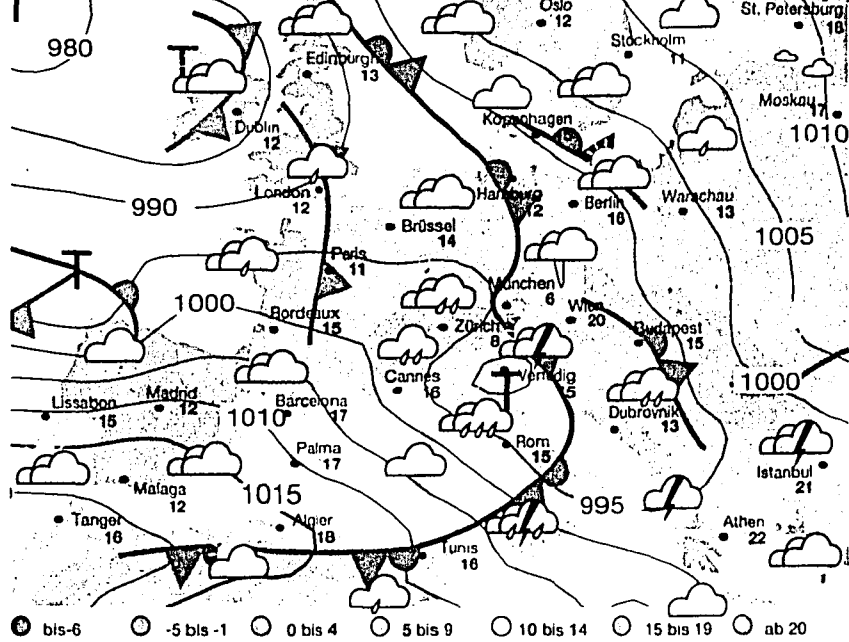 Oslo
12
St. Petersburg
18
980
Stockholm
11
Edinburgh
13
Moskau
17
1010
Kopenhagen
Dublin
12
London
12
990
Hamburg
12
Berlin
16
Warschau
13
Brüssel
14
1005
Paris
11
München
6
1000
Bordeaux
15
Zürich
8
Wien
20
Budapest
15
Cannes
16
Venedig
15
1000
Lissabon
15
Madrid
12
1010
Barcelona
17
Dubrovnik
13
Palma
17
Rom
15
Istanbul
21
Malaga
12
1015
995
Tanger
16
Algier
18
Tunis
16
Athen
22
bis-6
-5 bis -1
0 bis 4
5 bis 9
10 bis 14
15 bis 19
ab 20